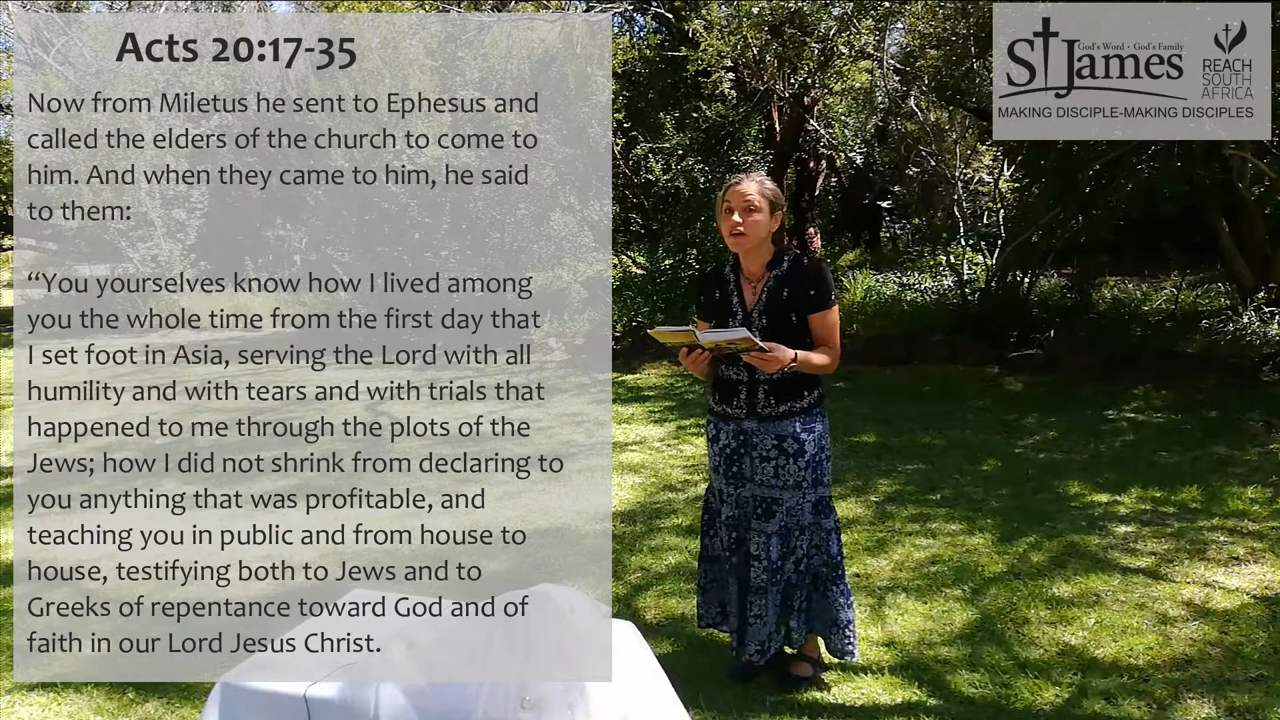 Acts 20:17-35
Now from Miletus he sent to Ephesus and
called the elders of the church to come to
him. And when they came to him, he said
to them:
“You yourselves know how I lived among
you the whole time from the first day that
I set foot in Asia, serving the Lord with all
humility and with tears and with trials that
happened to me through the plots of the
Jews; how I did not shrink from declaring to
you anything that was profitable, and
teaching you in public and from house to
house, testifying both to Jews and to
Greeks of repentance toward God and of
faith in our Lord Jesus Christ.
God's Word · God's Family
St James
REACH
SOUTH
AFRICA
MAKING DISCIPLE-MAKING DISCIPLES